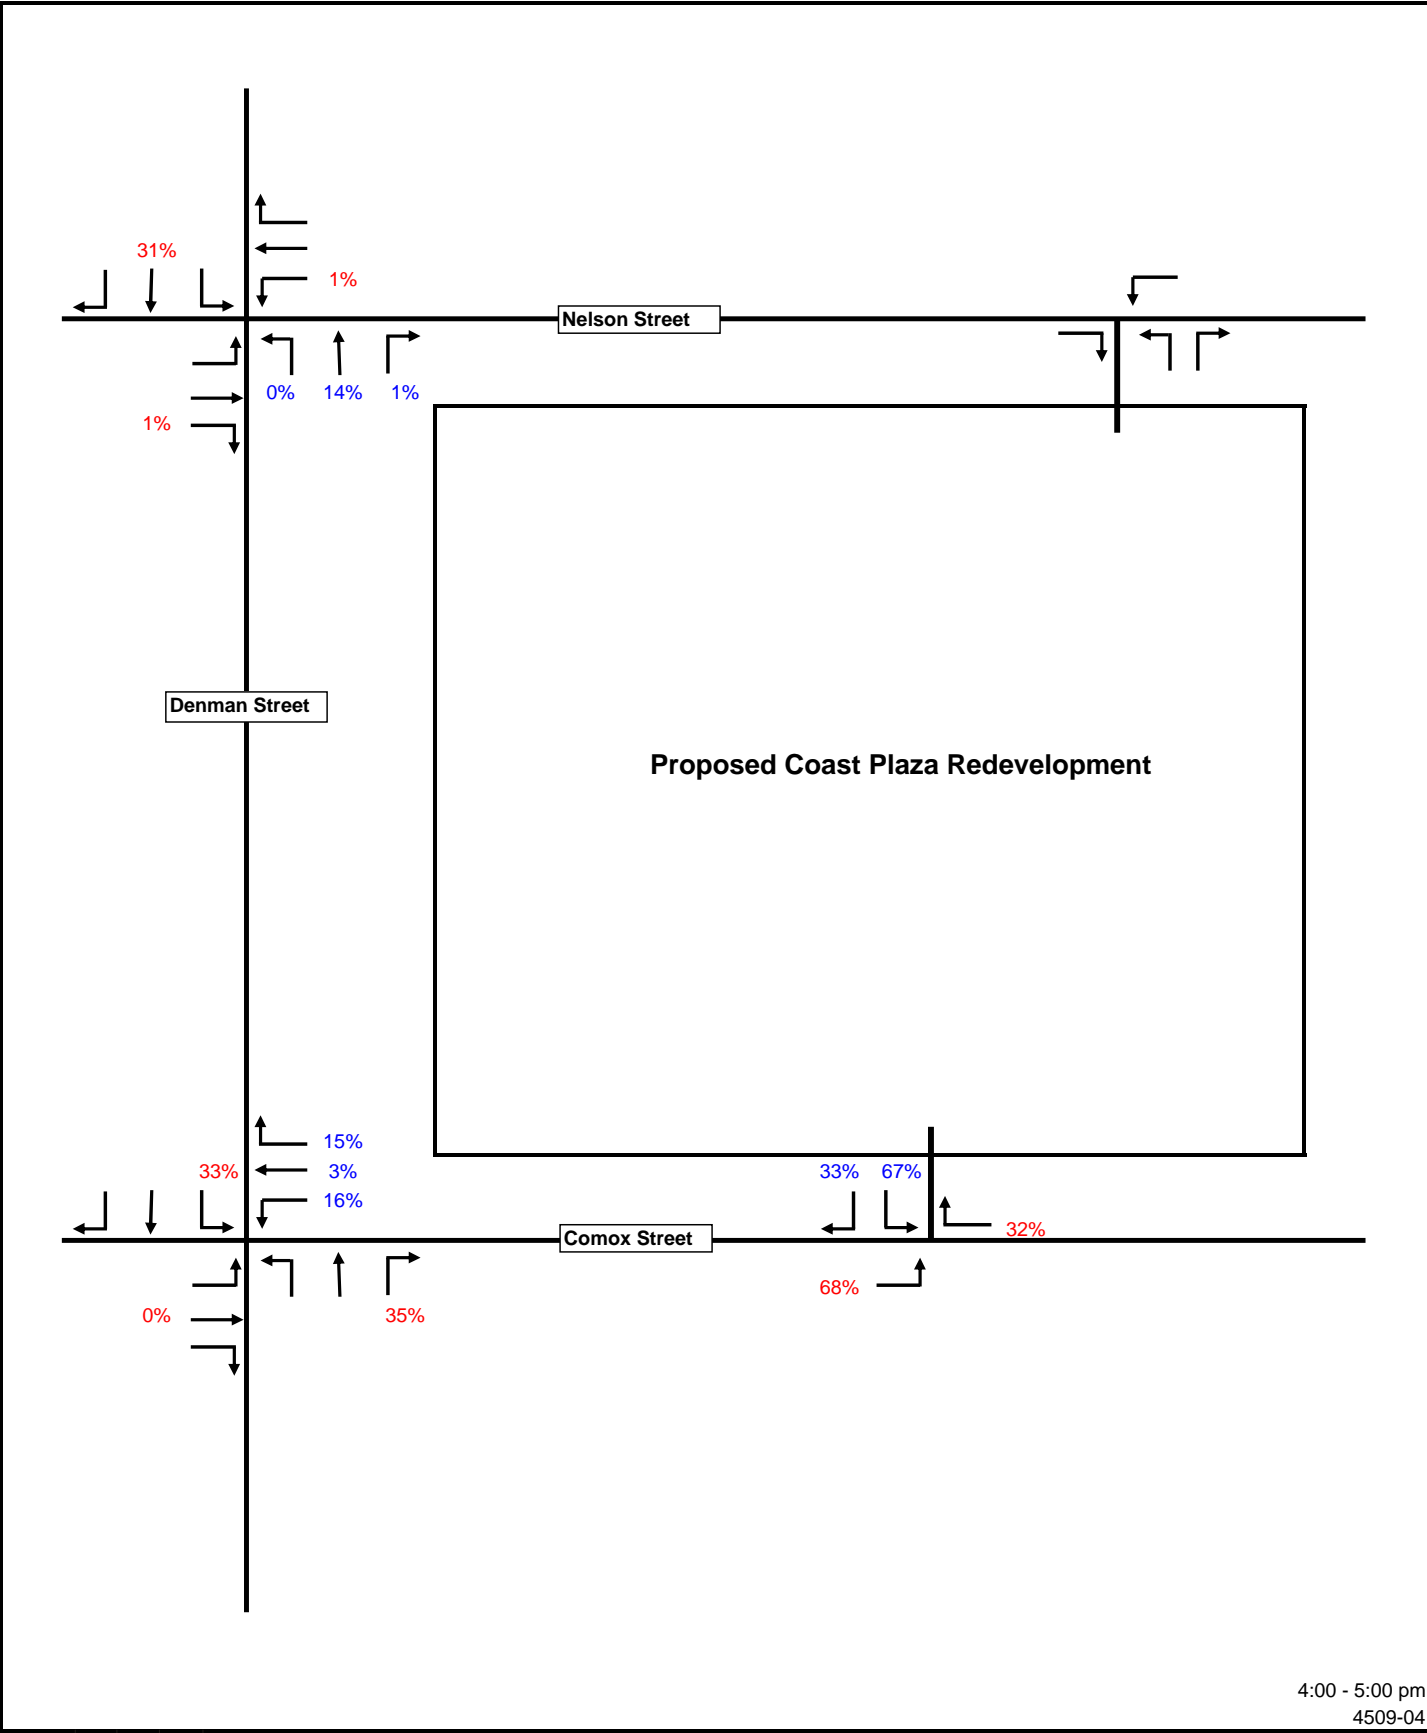 31%
1%
Nelson Street
0% 14% 1%
1%
Denman Street
Proposed Coast Plaza Redevelopment
15%
33% 3%
33% 67%
16%
32%
Comox Street
68%
0%
35%
4:00 - 5:00 pm
4509-04